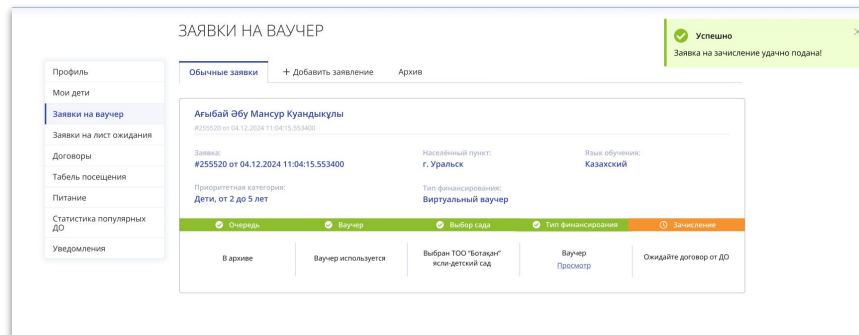 ЗАЯВКИ НА ВАУЧЕР
Успешно
Заявка на зачисление удачно подана!
Профиль
Мои дети
Заявки на ваучер
Заявки на лист ожидания
Договоры
Табель посещения
Питание
Статистика популярных
ДО
Уведомления
Обычные заявки
+ Добавить заявление
Архив
Ағыбай Әбу Мансур Куандыкұлы
#255520 от 04.12.2024 11:04:15.553400
Заявка:
#255520 от 04.12.2024 11:04:15.553400
Населённый пункт:
г. Уральск
Язык обучения:
Казахский
Приоритетная категория:
Дети, от 2 до 5 лет
Тип финансирования:
Виртуальный ваучер
Очередь
Ваучер
Выбор сада
Тип финансирования
Зачисление
В архиве
Ваучер используется
Выбран ТОО "Ботақан"
ясли-детский сад
Ваучер
Просмотр
Ожидайте договор от ДО